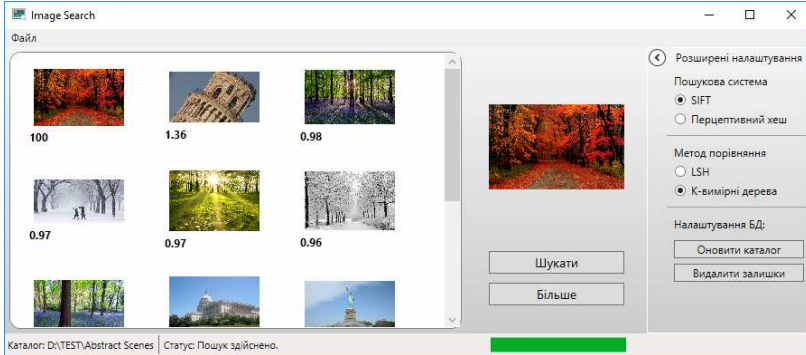 Image Search
Файл
100
1.36
0.98
0.97
0.97
0.96
Шукати
Більше
Розширені налаштування
Пошукова система
SIFT
Перцептивний хеш
Метод порівняння
LSH
К-вимірні дерева
Налаштування БД:
Оновити каталог
Видалити залишки
Каталог: D:\TEST\Abstract Scenes
Статус: Пошук здійснено.